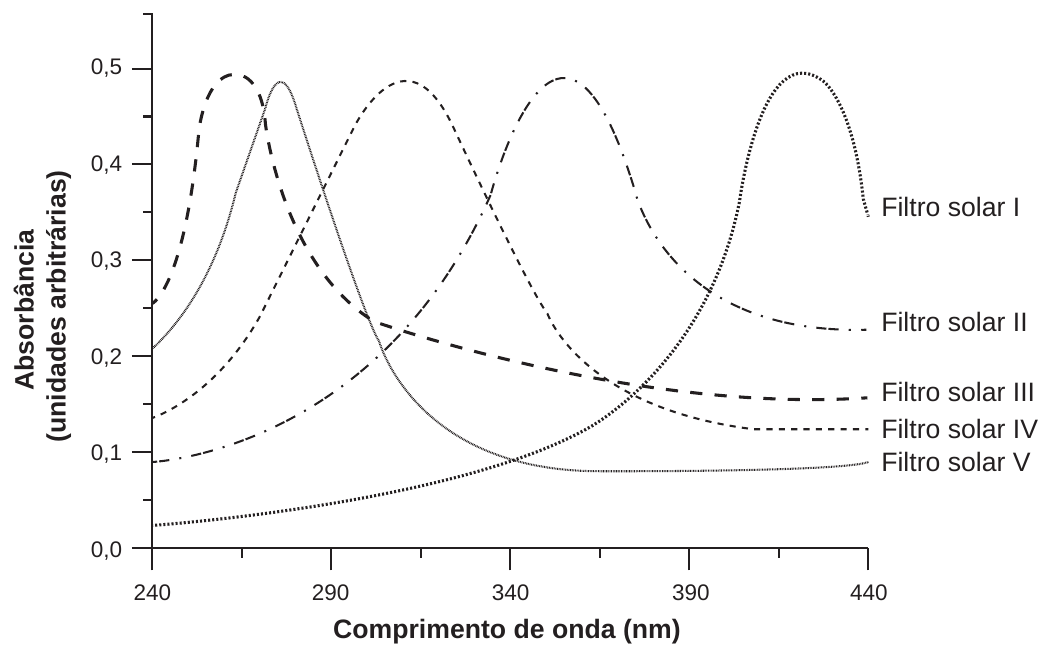 Absorbância
(unidades arbitrárias)
0,5
0,4
0,3
0,2
0,1
0,0
240
290
340
390
440
Comprimento de onda (nm)
Filtro solar I
Filtro solar II
Filtro solar III
Filtro solar IV
Filtro solar V